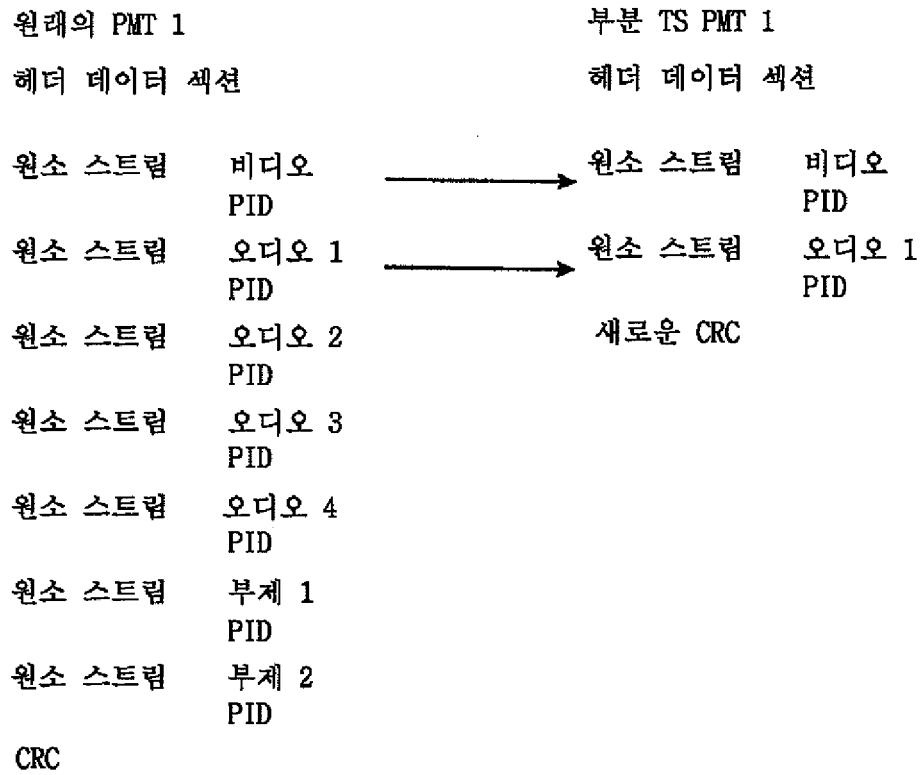 원래의 PMT 1
헤더 데이터 섹션
원소 스트림 비디오
PID
원소 스트림 오디오 1
PID
원소 스트림 오디오 2
PID
원소 스트림 오디오 3
PID
원소 스트림 오디오 4
PID
원소 스트림 부제 1
PID
원소 스트림 부제 2
PID
CRC
부분 TS PMT 1
헤더 데이터 섹션
원소 스트림 비디오
PID
원소 스트림 오디오 1
PID
새로운 CRC